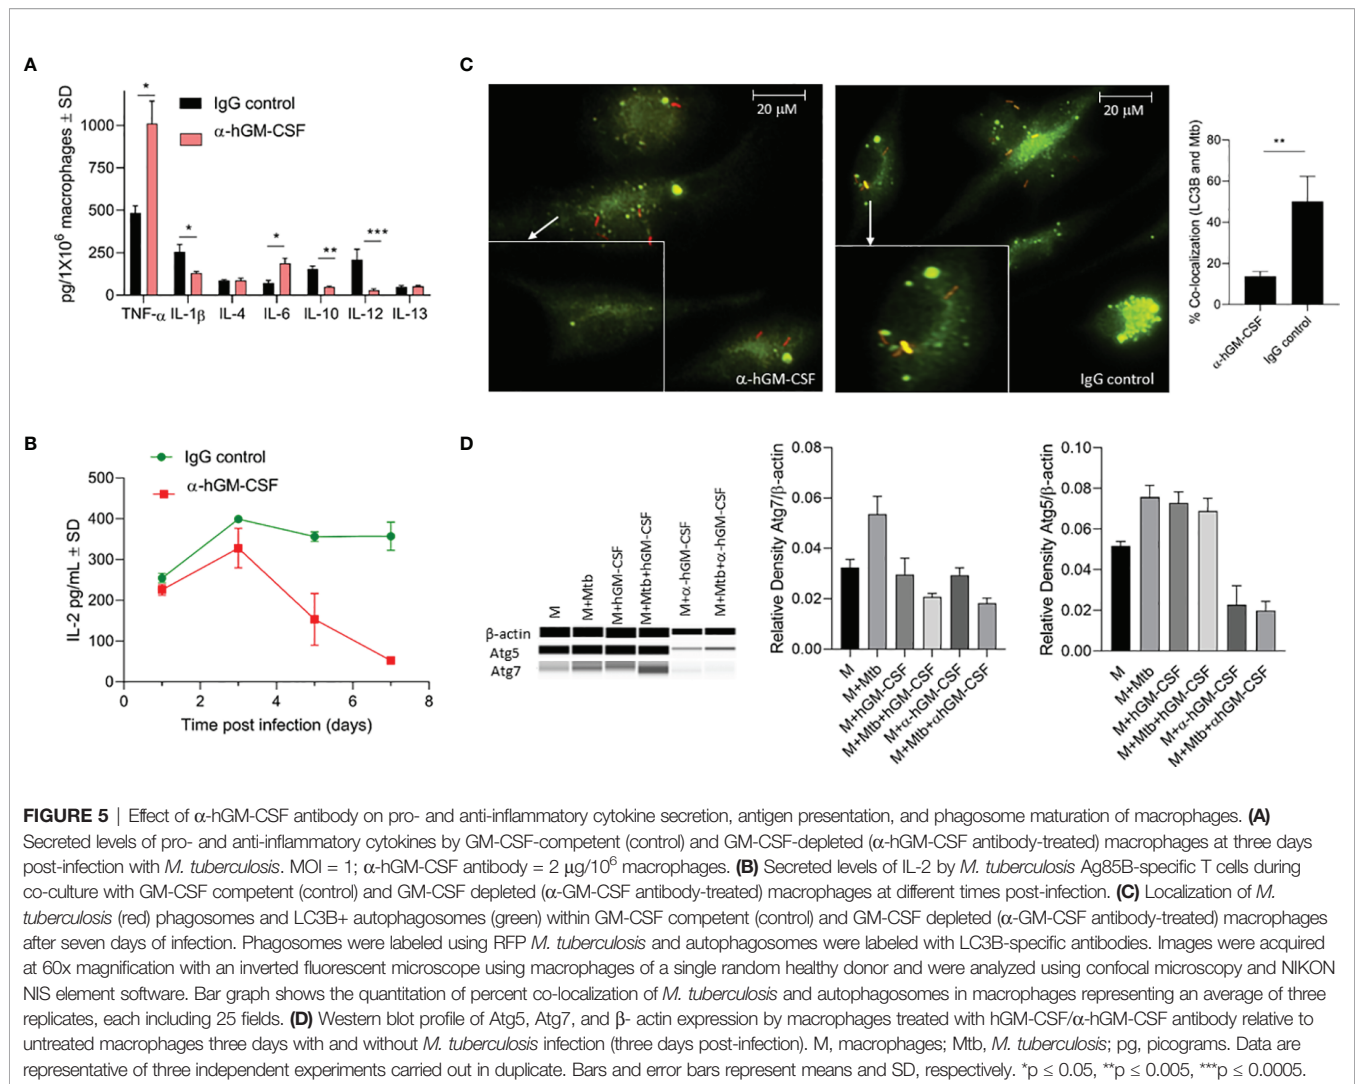 A
pg/1X10⁶ macrophages ± SD
1000
750
500
250
0
IgG control
α-hGM-CSF
*
*
*
**
***
TNF-α IL-1β IL-4 IL-6 IL-10 IL-12 IL-13
C
20 μM
α-hGM-CSF
20 μM
IgG control
% Co-localization (LC3B and Mtb)
80
60
40
20
0
**
α-hGM-CSF
IgG control
B
IgG control
α-hGM-CSF
IL-2 pg/mL ± SD
500
400
300
200
100
0
0 2 4 6 8
Time post infection (days)
D
M
M+Mtb
M+hGM-CSF
M+Mtb+hGM-CSF
M+α-hGM-CSF
M+Mtb+α-hGM-CSF
β-actin
Atg5
Atg7
Relative Density Atg7/β-actin
0.08
0.06
0.04
0.02
0.00
M
M+Mtb
M+hGM-CSF
M+Mtb+hGM-CSF
M+α-hGM-CSF
M+Mtb+αhGM-CSF
Relative Density Atg5/β-actin
0.10
0.08
0.06
0.04
0.02
0.00
M
M+Mtb
M+hGM-CSF
M+Mtb+hGM-CSF
M+α-hGM-CSF
M+Mtb+αhGM-CSF
FIGURE 5 | Effect of α-hGM-CSF antibody on pro- and anti-inflammatory cytokine secretion, antigen presentation, and phagosome maturation of macrophages. (A)
Secreted levels of pro- and anti-inflammatory cytokines by GM-CSF-competent (control) and GM-CSF-depleted (α-hGM-CSF antibody-treated) macrophages at three days
post-infection with M. tuberculosis. MOI = 1; α-hGM-CSF antibody = 2 μg/10⁶ macrophages. (B) Secreted levels of IL-2 by M. tuberculosis Ag85B-specific T cells during
co-culture with GM-CSF competent (control) and GM-CSF depleted (α-GM-CSF antibody-treated) macrophages at different times post-infection. (C) Localization of M.
tuberculosis (red) phagosomes and LC3B+ autophagosomes (green) within GM-CSF competent (control) and GM-CSF depleted (α-GM-CSF antibody-treated) macrophages
after seven days of infection. Phagosomes were labeled using RFP M. tuberculosis and autophagosomes were labeled with LC3B-specific antibodies. Images were acquired
at 60x magnification with an inverted fluorescent microscope using macrophages of a single random healthy donor and were analyzed using confocal microscopy and NIKON
NIS element software. Bar graph shows the quantitation of percent co-localization of M. tuberculosis and autophagosomes in macrophages representing an average of three
replicates, each including 25 fields. (D) Western blot profile of Atg5, Atg7, and β- actin expression by macrophages treated with hGM-CSF/α-hGM-CSF antibody relative to
untreated macrophages three days with and without M. tuberculosis infection (three days post-infection). M, macrophages; Mtb, M. tuberculosis; pg, picograms. Data are
representative of three independent experiments carried out in duplicate. Bars and error bars represent means and SD, respectively. *p ≤ 0.05, **p ≤ 0.005, ***p ≤ 0.0005.